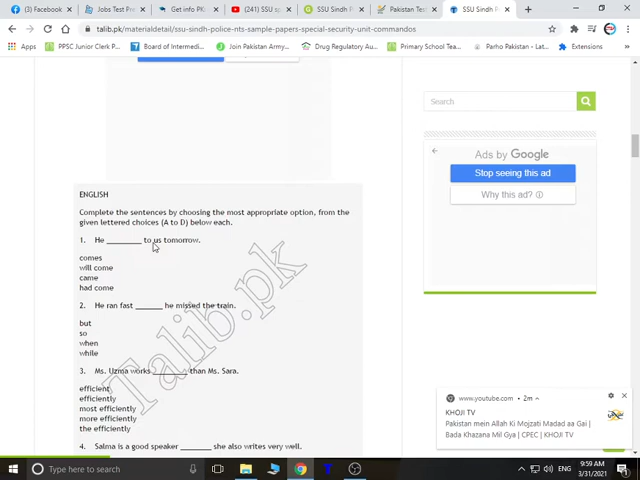 Facebook
Jobs Test Pr
Get info PK
(241) SSU sp
SSU Sindh P
Pakistan Tes
SSU Sindh P
talib.pk/materialdetail/ssu-sindh-police-nts-sample-papers-special-security-unit-commandos
PPSC Junior Clerk P...
Board of Intermedi...
Join Pakistan Army...
Drug Regulatory Au...
Primary School Tea...
Parho Pakistan - Lat...
Extensions
Search
Ads by Google
Stop seeing this ad
Why this ad?
ENGLISH
Complete the sentences by choosing the most appropriate option, from the
given lettered choices (A to D) below each.
1. He ________ to us tomorrow.
comes
will come
came
had come
2. He ran fast ______ he missed the train.
but
so
when
while
3. Ms. Uzma works ________ than Ms. Sara.
efficient
efficiently
most efficiently
more efficiently
the efficiently
4. Salma is a good speaker _______ she also writes very well.
Talib.pk
www.youtube.com • 2m
KHOJI TV
Pakistan mein Allah Ki Mojzati Madad aa Gai |
Bada Khazana Mil Gya | CPEC | KHOJI TV
Type here to search
ENG
9:59 AM
3/31/2021